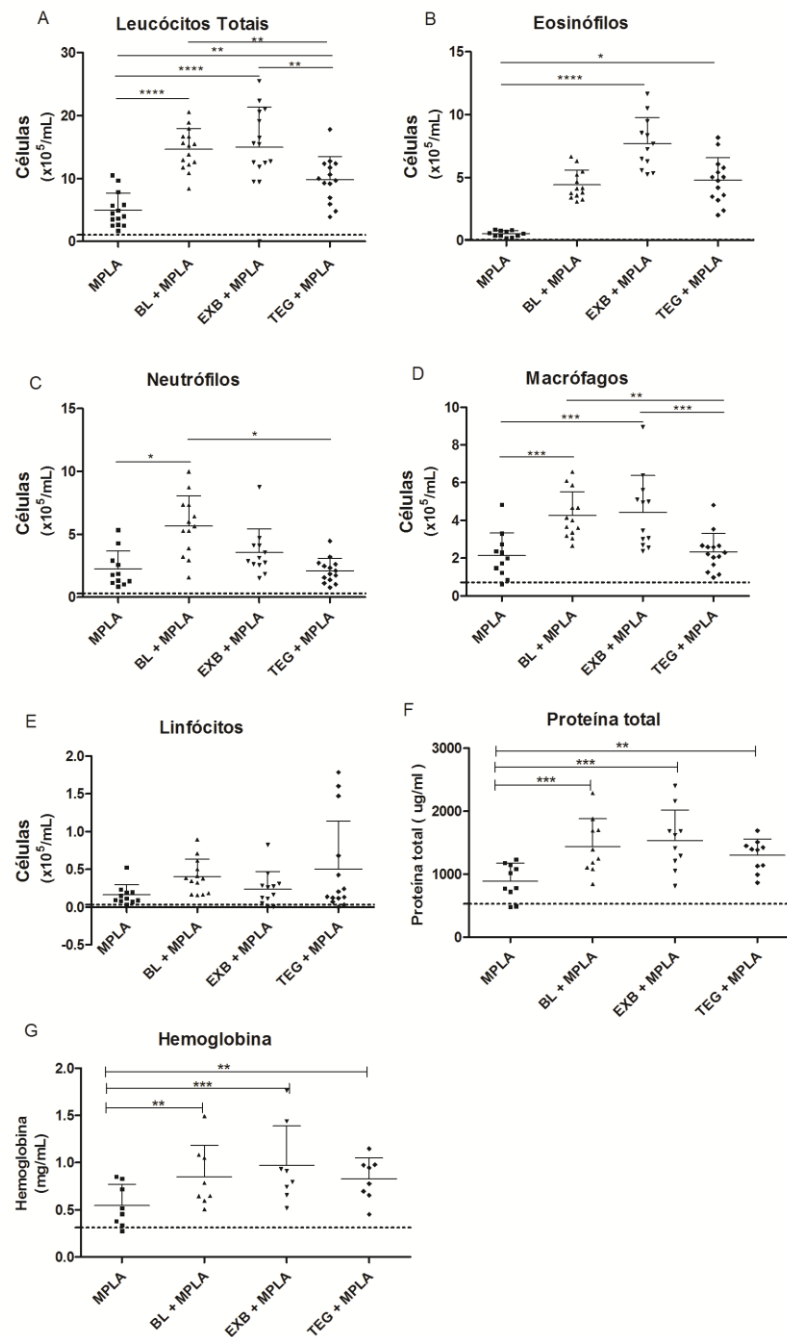 A
Leucócitos Totais
**
**
****
**
****
30
20
10
0
Células
(x10⁵/mL)
MPLA
BL + MPLA
EXB + MPLA
TEG + MPLA
B
Eosinófilos
*
****
15
10
5
0
Células
(x10⁵/mL)
MPLA
BL + MPLA
EXB + MPLA
TEG + MPLA
C
Neutrófilos
*
*
15
10
5
0
Células
(x10⁵/mL)
MPLA
BL + MPLA
EXB + MPLA
TEG + MPLA
D
Macrófagos
**
***
***
***
10
8
6
4
2
0
Células
(x10⁵/mL)
MPLA
BL + MPLA
EXB + MPLA
TEG + MPLA
E
Linfócitos
2.0
1.5
1.0
0.5
0.0
-0.5
Células
(x10⁵/mL)
MPLA
BL + MPLA
EXB + MPLA
TEG + MPLA
F
Proteína total
**
***
***
3000
2000
1000
0
Proteína total ( ug/ml )
MPLA
BL + MPLA
EXB + MPLA
TEG + MPLA
G
Hemoglobina
**
***
**
2.0
1.5
1.0
0.5
0.0
Hemoglobina
(mg/mL)
MPLA
BL + MPLA
EXB + MPLA
TEG + MPLA